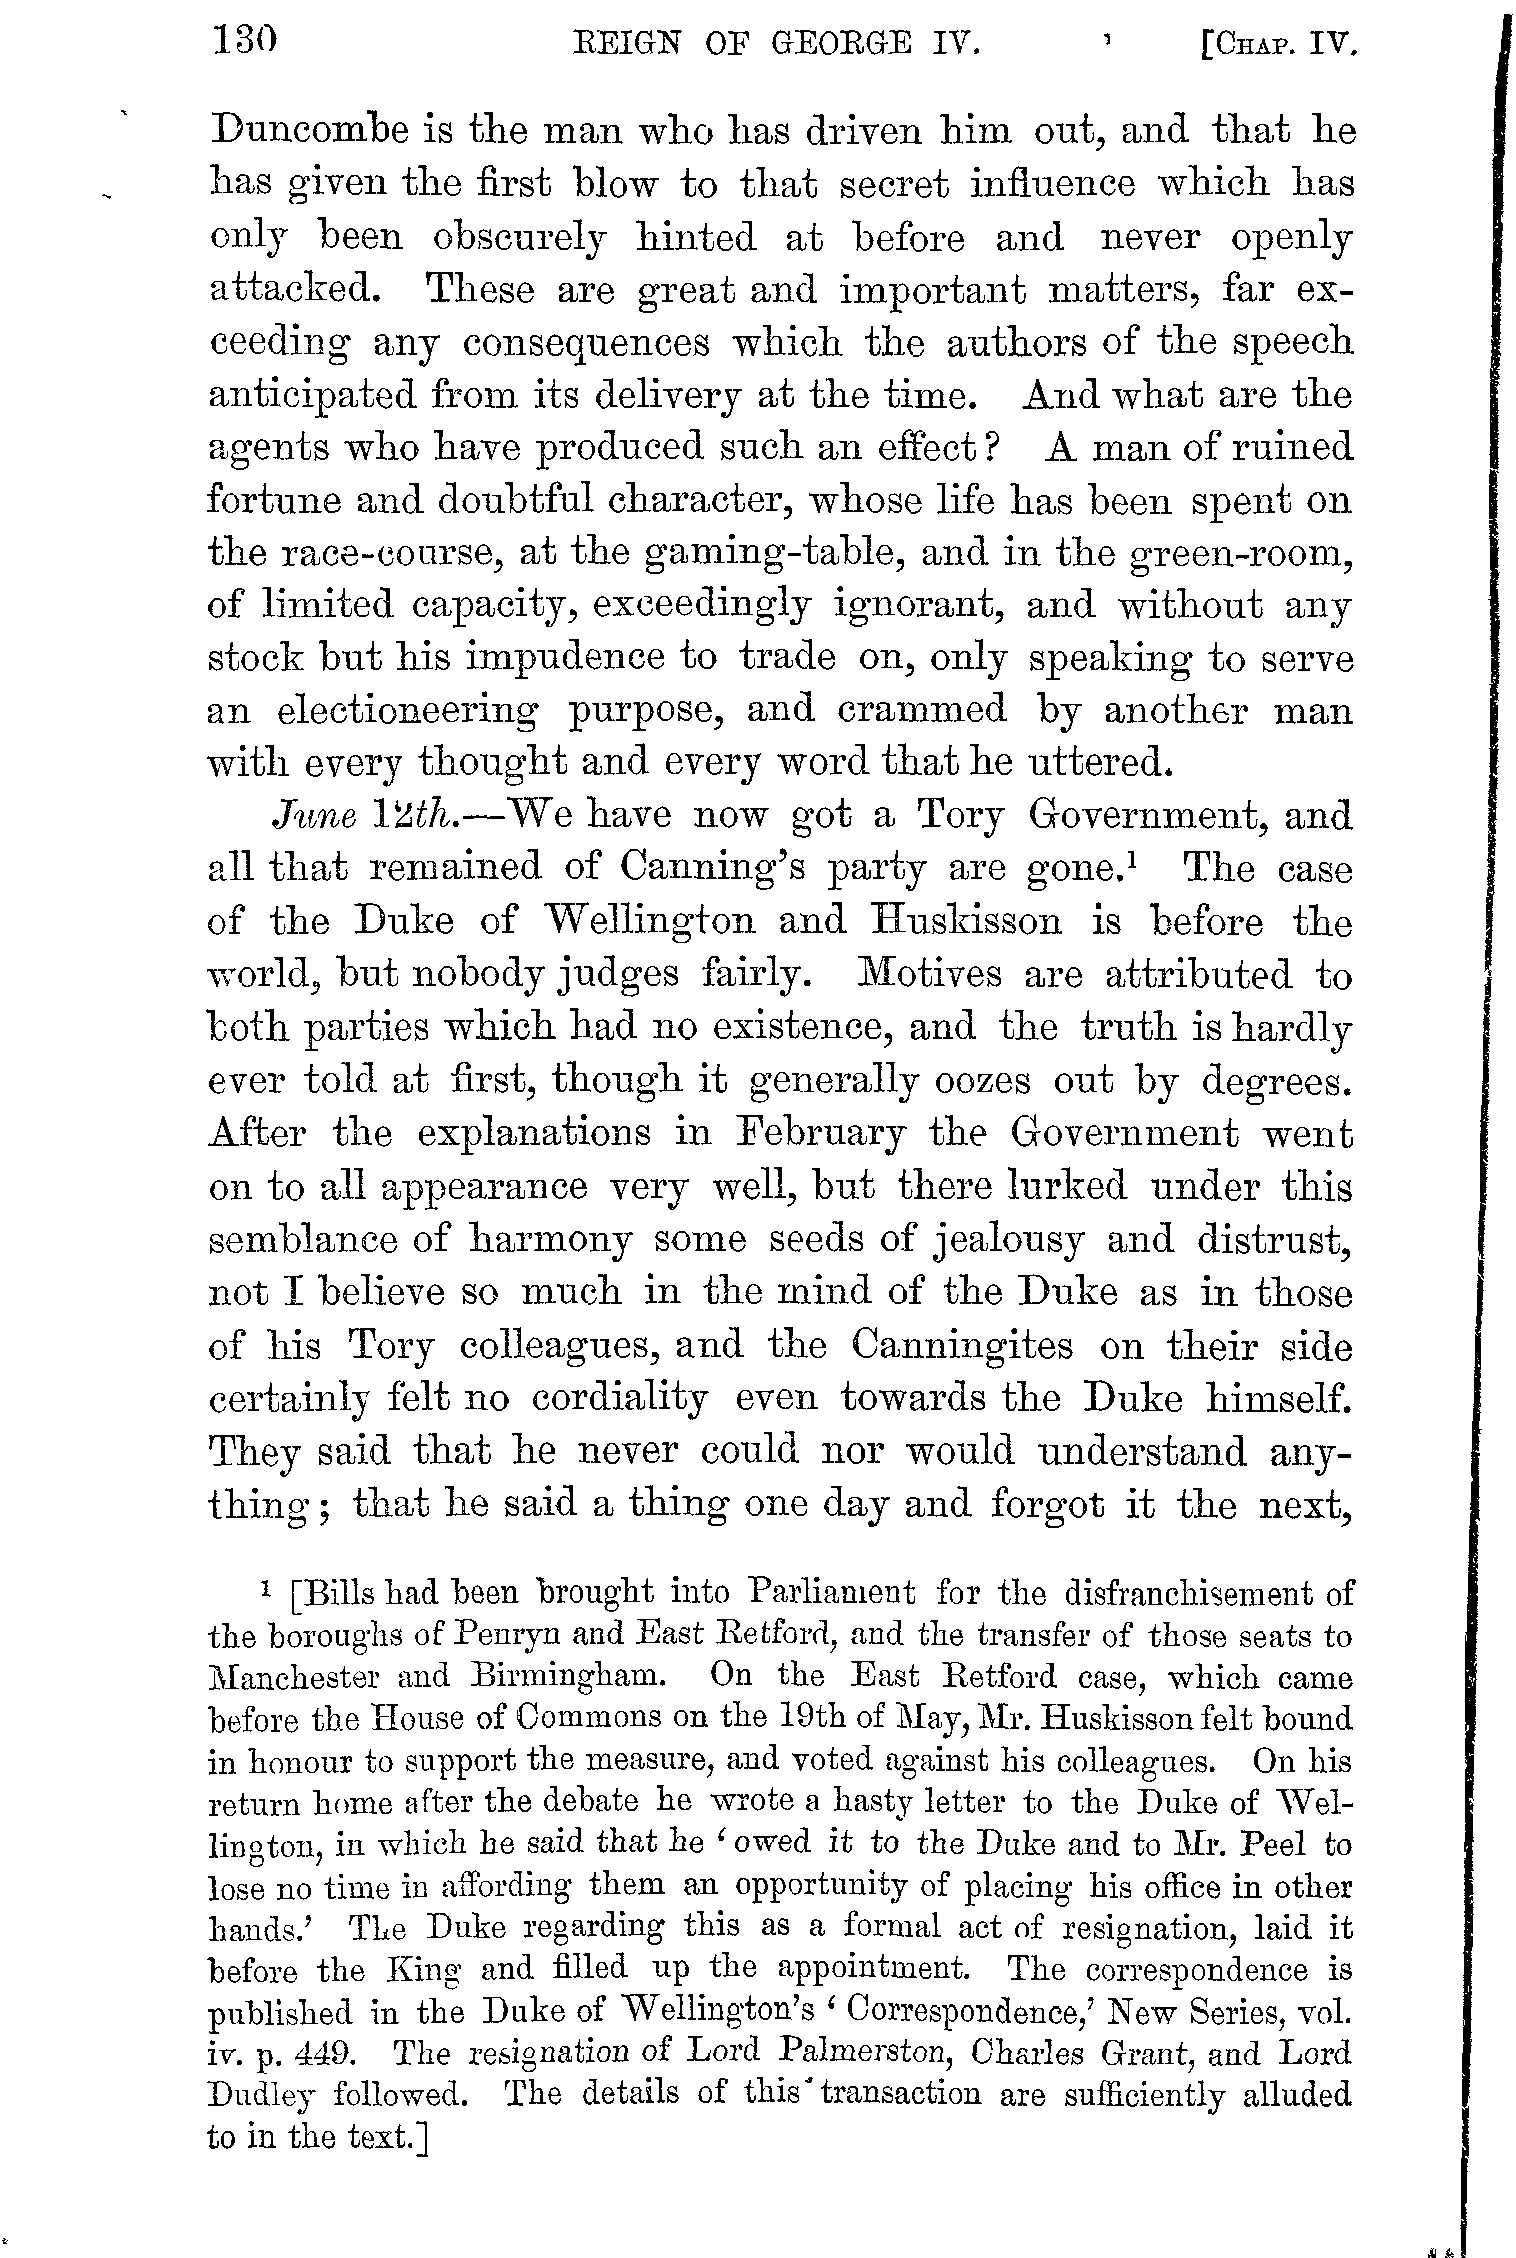 130 REIGN OF GEORGE IV. [CHAP. IV.
Duncombe is the man who has driven him out, and that he
has given the first blow to that secret influence which has
only been obscurely hinted at before and never openly
attacked. These are great and important matters, far ex-
ceeding any consequences which the authors of the speech
anticipated from its delivery at the time. And what are the
agents who have produced such an effect? A man of ruined
fortune and doubtful character, whose life has been spent on
the race-course, at the gaming-table, and in the green-room,
of limited capacity, exceedingly ignorant, and without any
stock but his impudence to trade on, only speaking to serve
an electioneering purpose, and crammed by another man
with every thought and every word that he uttered.
June 12th.—We have now got a Tory Government, and
all that remained of Canning's party are gone.¹ The case
of the Duke of Wellington and Huskisson is before the
world, but nobody judges fairly. Motives are attributed to
both parties which had no existence, and the truth is hardly
ever told at first, though it generally oozes out by degrees.
After the explanations in February the Government went
on to all appearance very well, but there lurked under this
semblance of harmony some seeds of jealousy and distrust,
not I believe so much in the mind of the Duke as in those
of his Tory colleagues, and the Canningites on their side
certainly felt no cordiality even towards the Duke himself.
They said that he never could nor would understand any-
thing; that he said a thing one day and forgot it the next,
¹ [Bills had been brought into Parliament for the disfranchisement of
the boroughs of Penryn and East Retford, and the transfer of those seats to
Manchester and Birmingham. On the East Retford case, which came
before the House of Commons on the 19th of May, Mr. Huskisson felt bound
in honour to support the measure, and voted against his colleagues. On his
return home after the debate he wrote a hasty letter to the Duke of Wel-
lington, in which he said that he ‘owed it to the Duke and to Mr. Peel to
lose no time in affording them an opportunity of placing his office in other
hands.’ The Duke regarding this as a formal act of resignation, laid it
before the King and filled up the appointment. The correspondence is
published in the Duke of Wellington's ‘Correspondence,’ New Series, vol.
iv. p. 449. The resignation of Lord Palmerston, Charles Grant, and Lord
Dudley followed. The details of this transaction are sufficiently alluded
to in the text.]